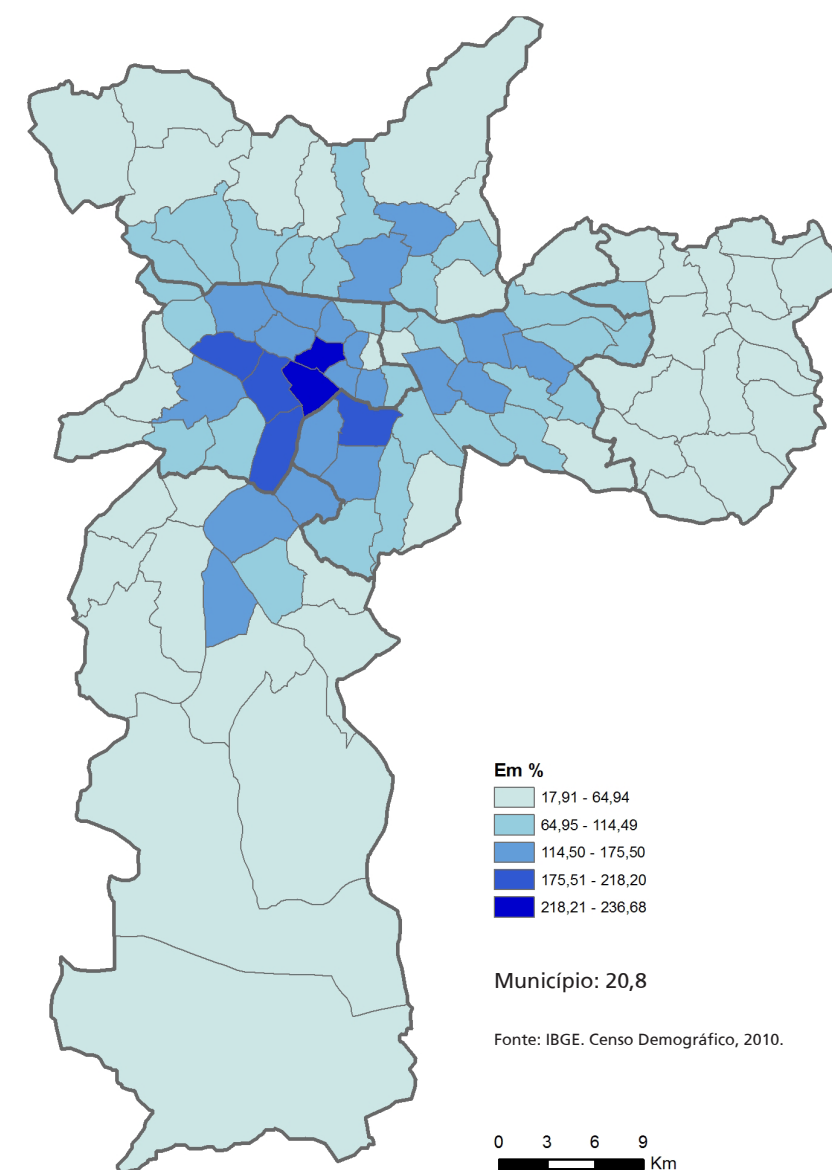 Em %
17,91 - 64,94
64,95 - 114,49
114,50 - 175,50
175,51 - 218,20
218,21 - 236,68
Município: 20,8
Fonte: IBGE. Censo Demográfico, 2010.
0 3 6 9
Km